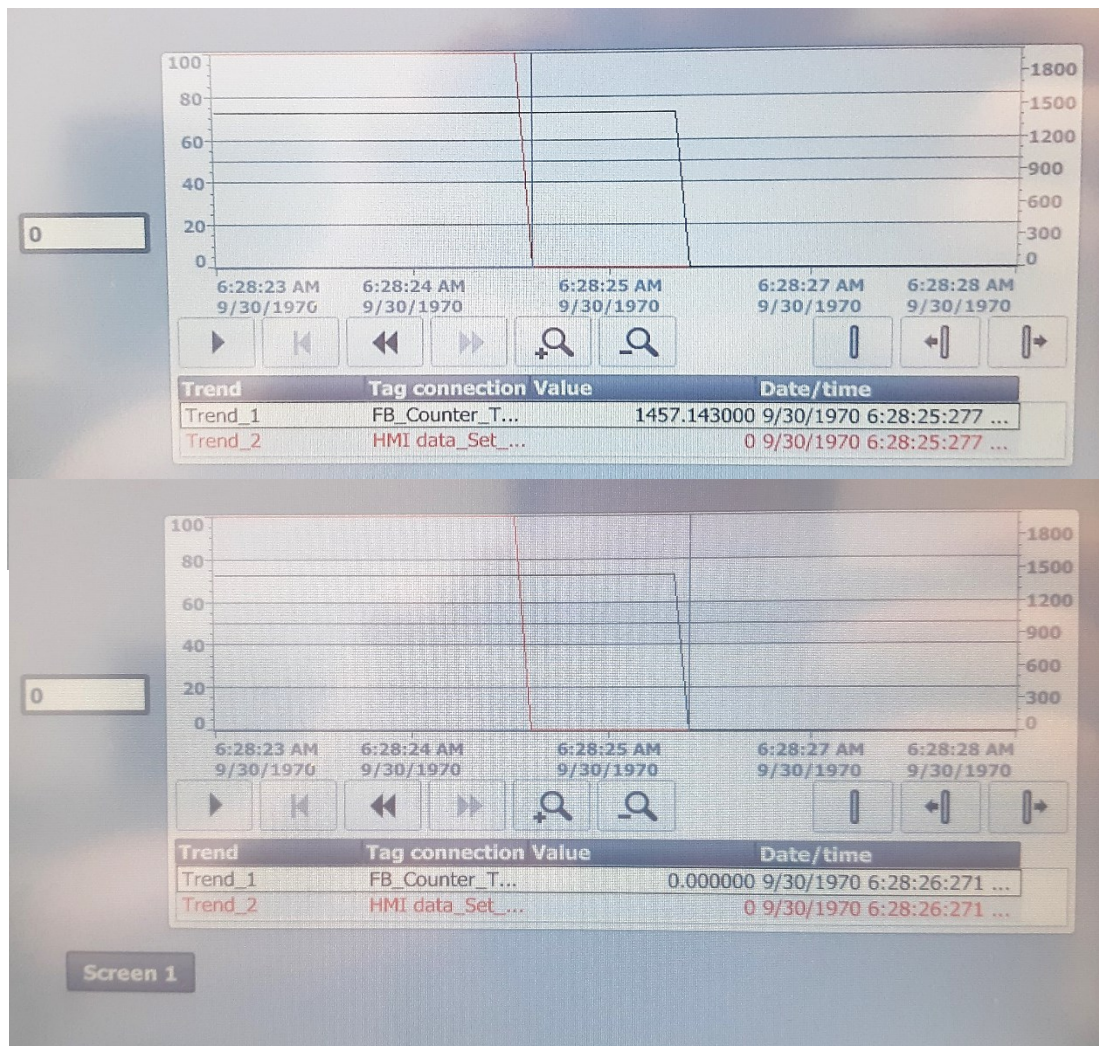 100 1800
80 1500
60 1200
40 900
600
20 300
0 0
0
6:28:23 AM 6:28:24 AM 6:28:25 AM 6:28:27 AM 6:28:28 AM
9/30/1970 9/30/1970 9/30/1970 9/30/1970 9/30/1970
Trend Tag connection Value Date/time
Trend_1 FB_Counter_T... 1457.143000 9/30/1970 6:28:25:277 ...
Trend_2 HMI data_Set_... 0 9/30/1970 6:28:25:277 ...
100 1800
80 1500
60 1200
40 900
600
20 300
0 0
0
6:28:23 AM 6:28:24 AM 6:28:25 AM 6:28:27 AM 6:28:28 AM
9/30/1970 9/30/1970 9/30/1970 9/30/1970 9/30/1970
Trend Tag connection Value Date/time
Trend_1 FB_Counter_T... 0.000000 9/30/1970 6:28:26:271 ...
Trend_2 HMI data_Set_... 0 9/30/1970 6:28:26:271 ...
Screen 1